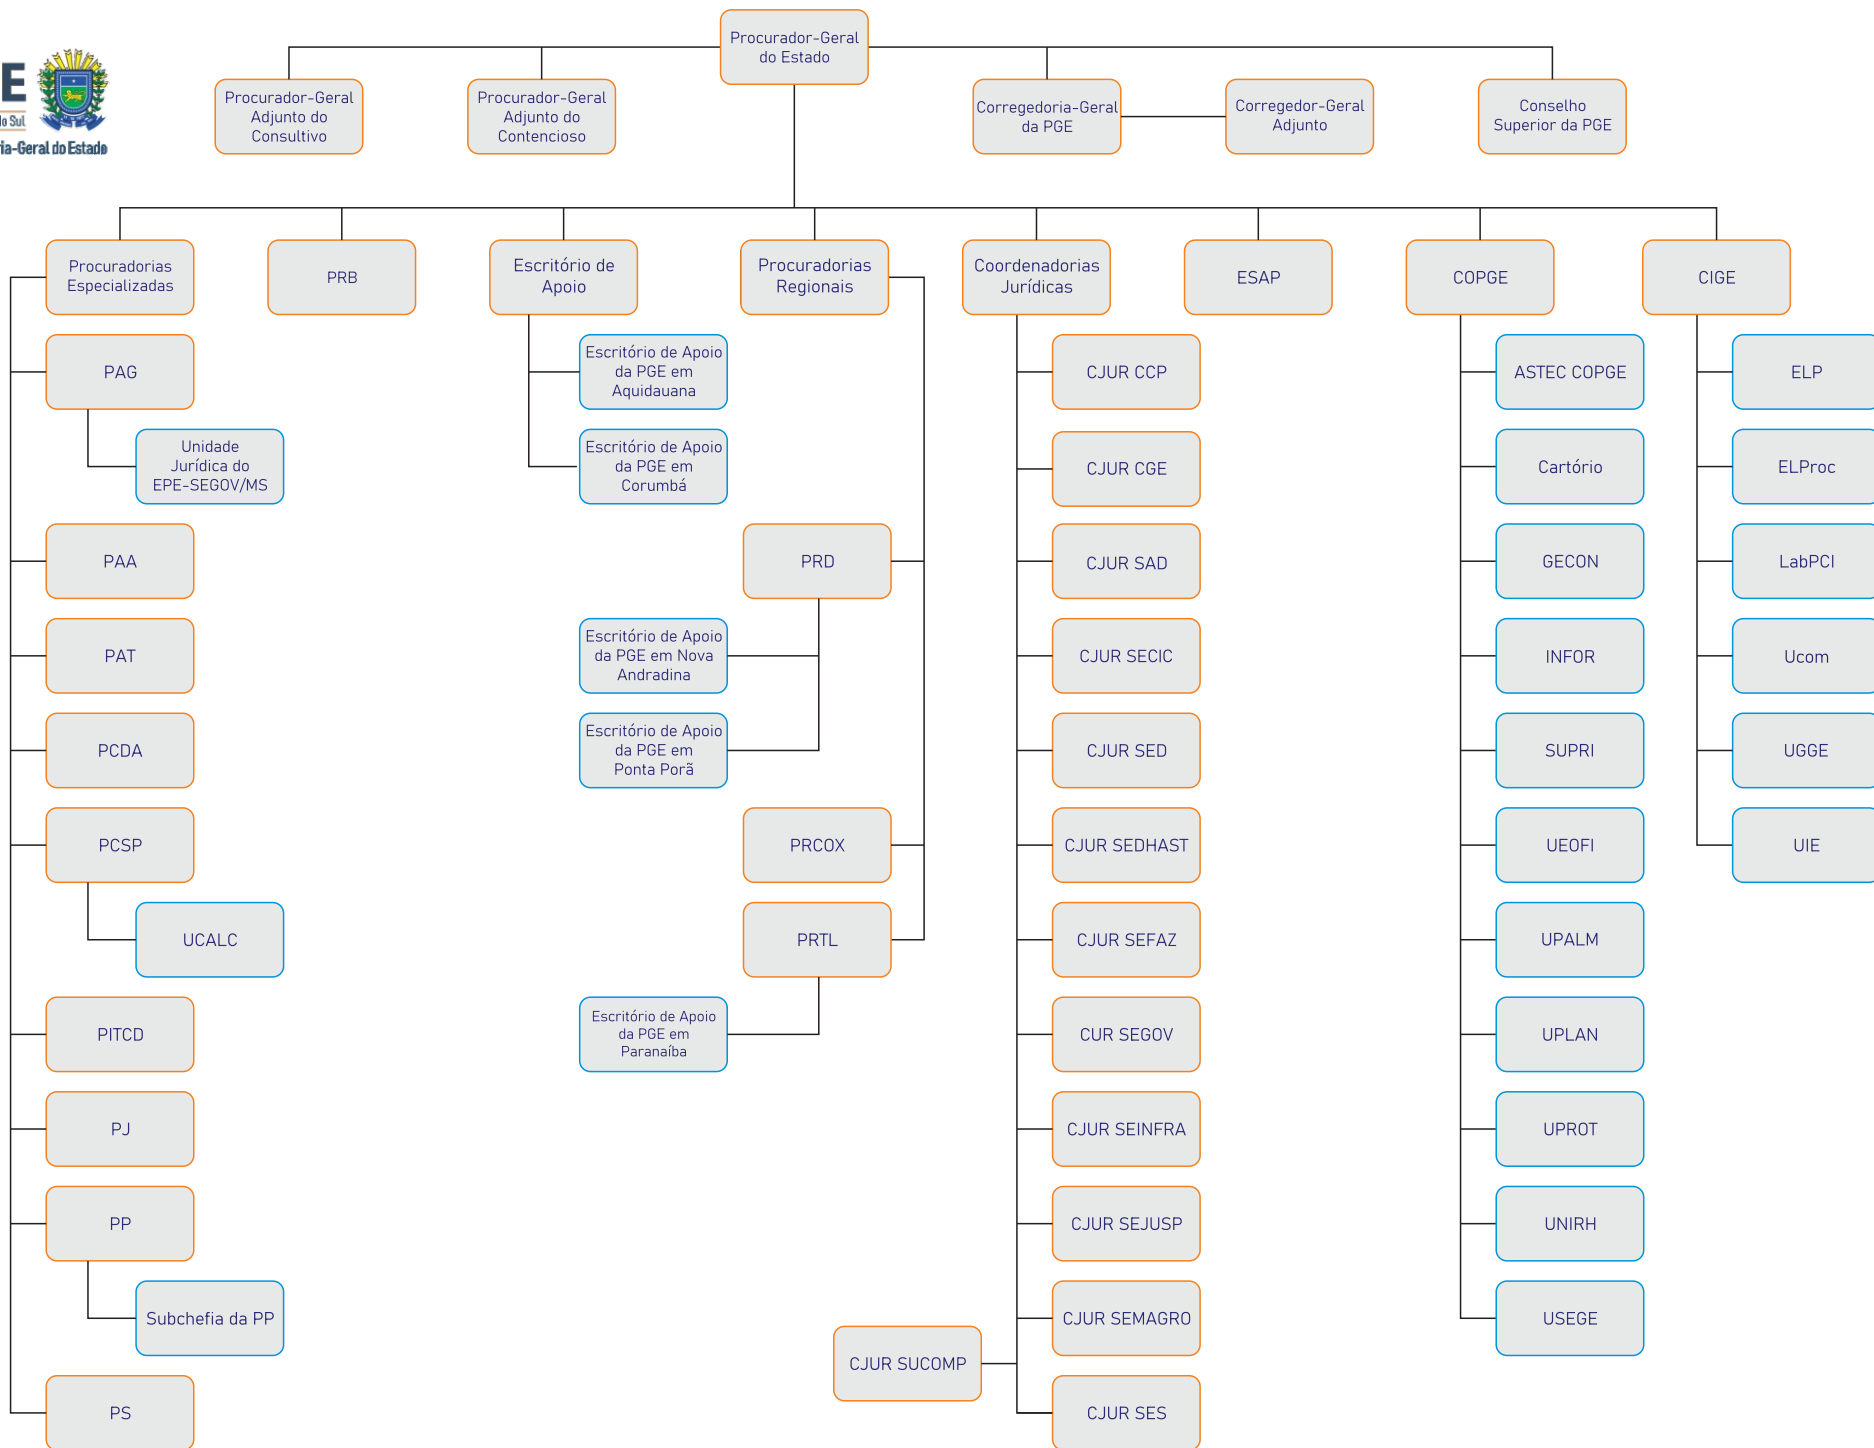 Procurador-Geral
do Estado
E
do Sul
ria-Geral do Estado
Procurador-Geral
Adjunto do
Consultivo
Procurador-Geral
Adjunto do
Contencioso
Corregedoria-Geral
da PGE
Corregedor-Geral
Adjunto
Conselho
Superior da PGE
Procuradorias
Especializadas
PRB
Escritório de
Apoio
Procuradorias
Regionais
Coordenadorias
Jurídicas
ESAP
COPGE
CIGE
PAG
Unidade
Jurídica do
EPE-SEGOV/MS
PAA
PAT
PCDA
PCSP
UCALC
PITCD
PJ
PP
Subchefia da PP
PS
Escritório de Apoio
da PGE em
Aquidauana
Escritório de Apoio
da PGE em
Corumbá
PRD
Escritório de Apoio
da PGE em Nova
Andradina
Escritório de Apoio
da PGE em
Ponta Porã
PRCOX
PRTL
Escritório de Apoio
da PGE em
Paranaíba
CJUR CCP
CJUR CGE
CJUR SAD
CJUR SECIC
CJUR SED
CJUR SEDHAST
CJUR SEFAZ
CUR SEGOV
CJUR SEINFRA
CJUR SEJUSP
CJUR SEMAGRO
CJUR SUCOMP
CJUR SES
ASTEC COPGE
Cartório
GECON
INFOR
SUPRI
UEOFI
UPALM
UPLAN
UPROT
UNIRH
USEGE
ELP
ELProc
LabPCI
Ucom
UGGE
UIE